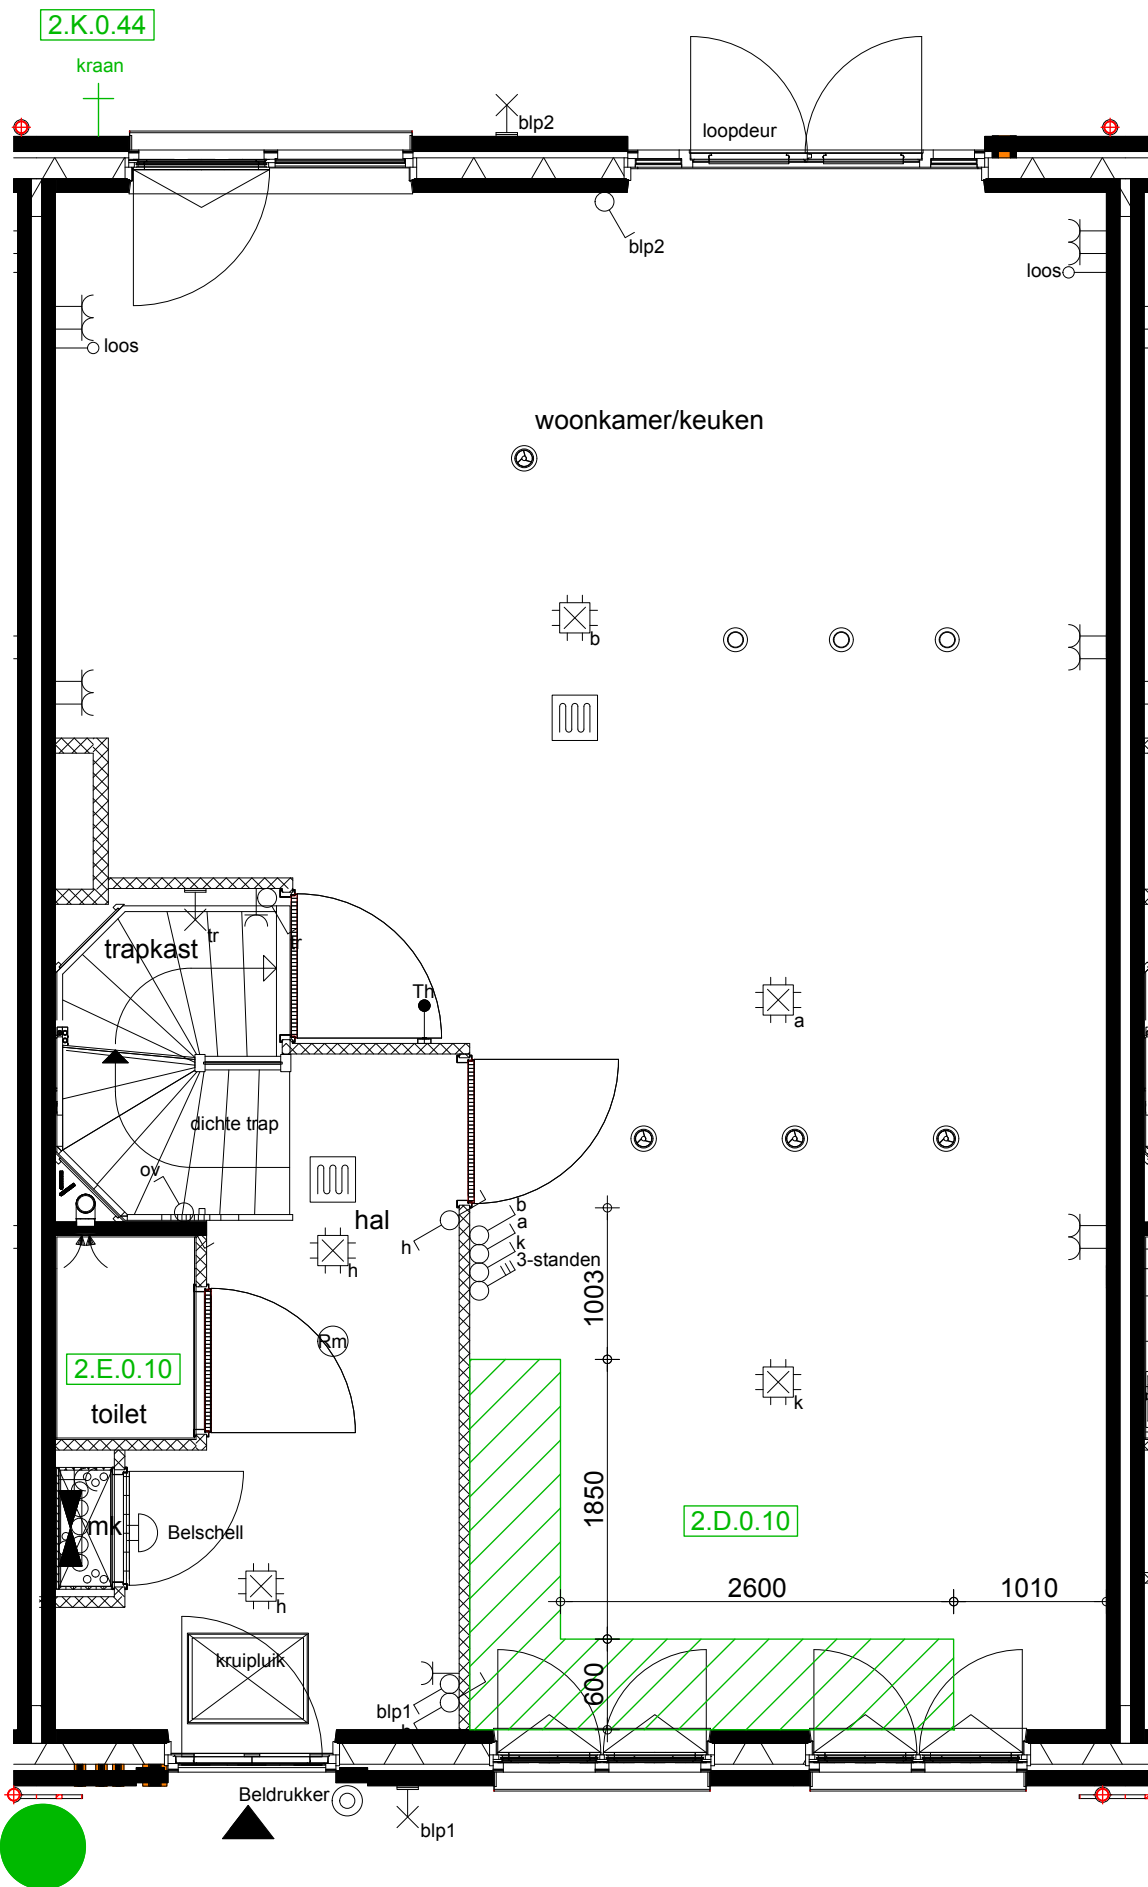 2.K.0.44
kraan
blp2
loopdeur
blp2
loos
loos
woonkamer/keuken
b
trapkast
tr
Th
a
dichte trap
ov
hal
h
h
b
a
k
3-standen
1003
Rm
2.E.0.10
toilet
k
1850
2.D.0.10
mk
Belschell
2600
1010
h
kruipluik
600
blp1
Beldrukker
blp1